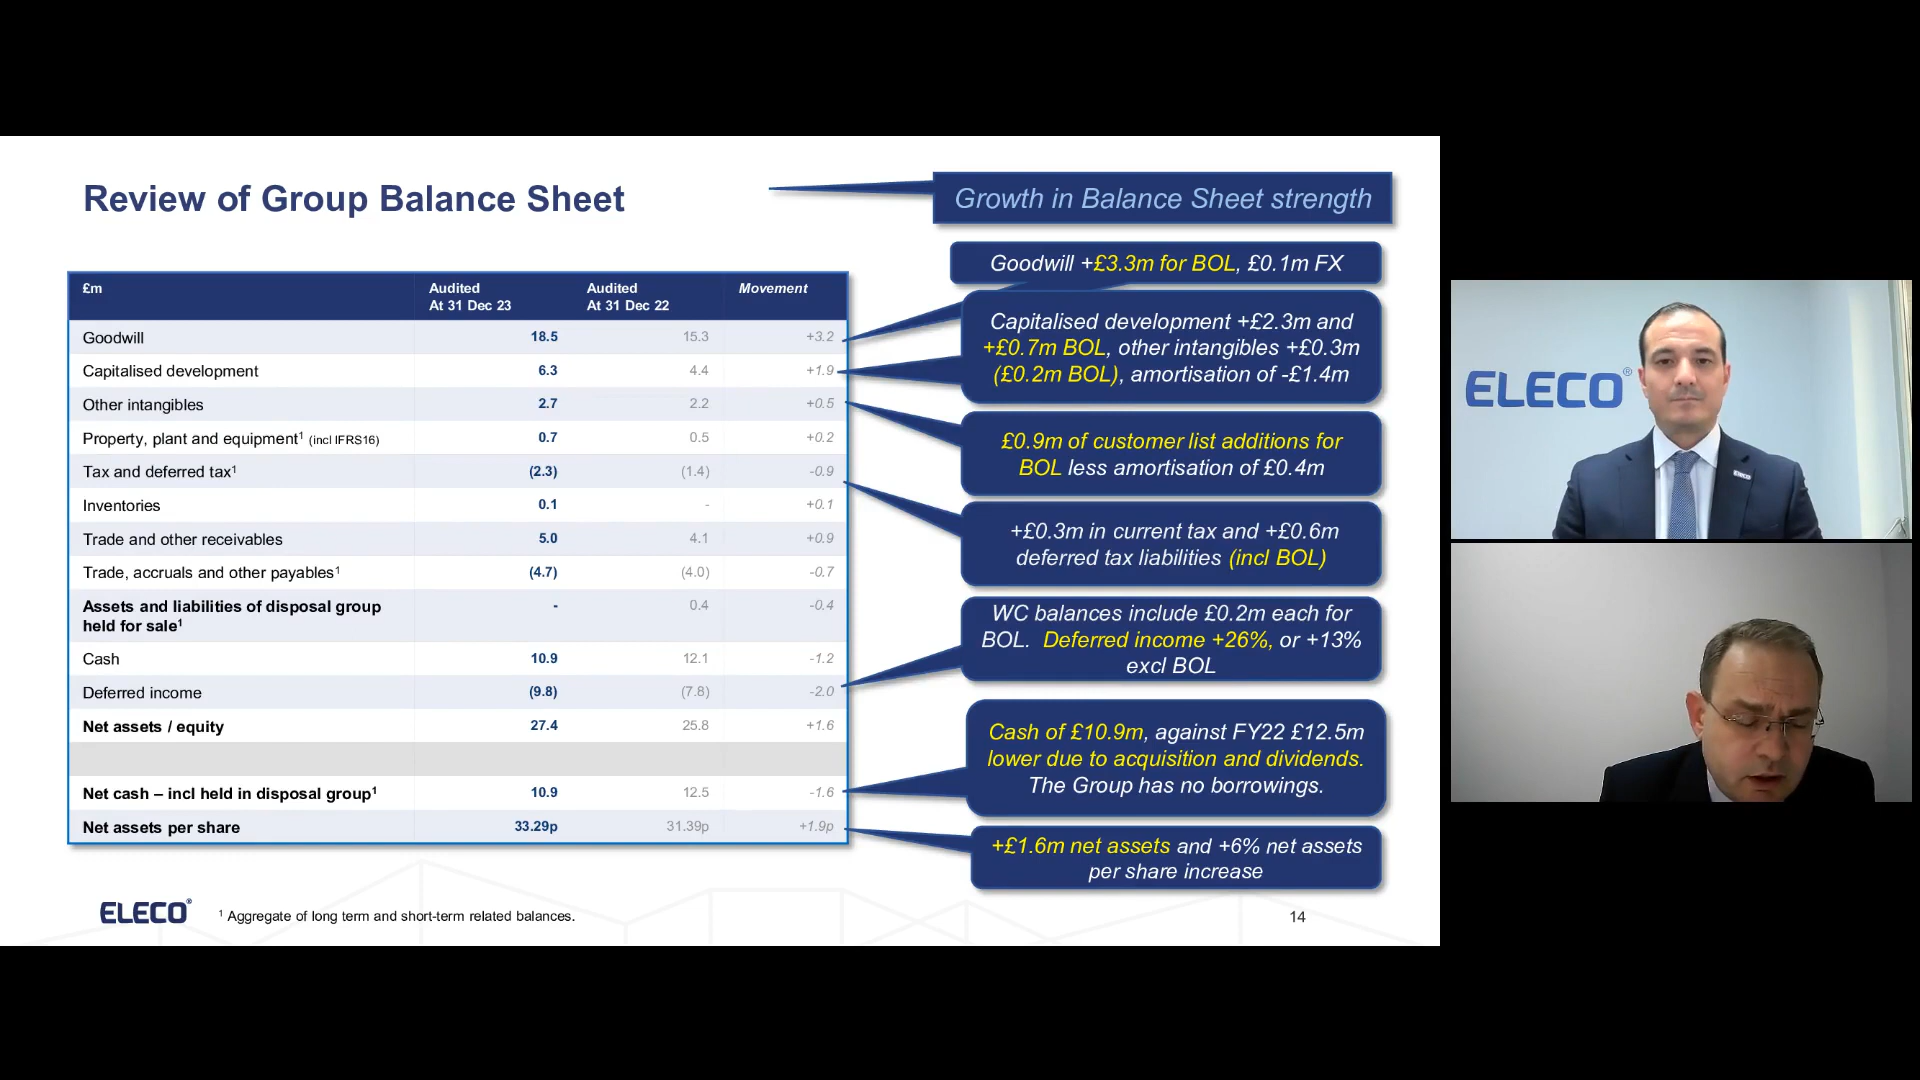 Review of Group Balance Sheet
Growth in Balance Sheet strength
£m Audited At 31 Dec 23 Audited At 31 Dec 22 Movement
Goodwill 18.5 15.3 +3.2
Capitalised development 6.3 4.4 +1.9
Other intangibles 2.7 2.2 +0.5
Property, plant and equipment¹ (incl IFRS16) 0.7 0.5 +0.2
Tax and deferred tax¹ (2.3) (1.4) -0.9
Inventories 0.1 - +0.1
Trade and other receivables 5.0 4.1 +0.9
Trade, accruals and other payables¹ (4.7) (4.0) -0.7
Assets and liabilities of disposal group held for sale¹ - 0.4 -0.4
Cash 10.9 12.1 -1.2
Deferred income (9.8) (7.8) -2.0
Net assets / equity 27.4 25.8 +1.6
Net cash – incl held in disposal group¹ 10.9 12.5 -1.6
Net assets per share 33.29p 31.39p +1.9p
Goodwill +£3.3m for BOL, £0.1m FX
Capitalised development +£2.3m and
+£0.7m BOL, other intangibles +£0.3m
(£0.2m BOL), amortisation of -£1.4m
£0.9m of customer list additions for
BOL less amortisation of £0.4m
+£0.3m in current tax and +£0.6m
deferred tax liabilities (incl BOL)
WC balances include £0.2m each for
BOL. Deferred income +26%, or +13%
excl BOL
Cash of £10.9m, against FY22 £12.5m
lower due to acquisition and dividends.
The Group has no borrowings.
+£1.6m net assets and +6% net assets
per share increase
ELECO®
¹ Aggregate of long term and short-term related balances.
14
ELECO®